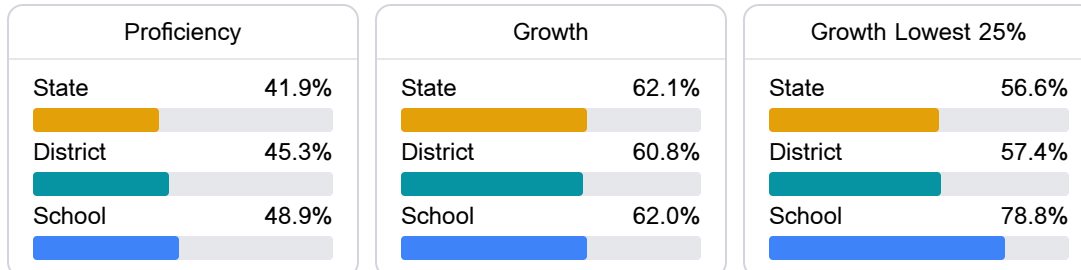 Proficiency
State 41.9%
District 45.3%
School 48.9%
Growth
State 62.1%
District 60.8%
School 62.0%
Growth Lowest 25%
State 56.6%
District 57.4%
School 78.8%